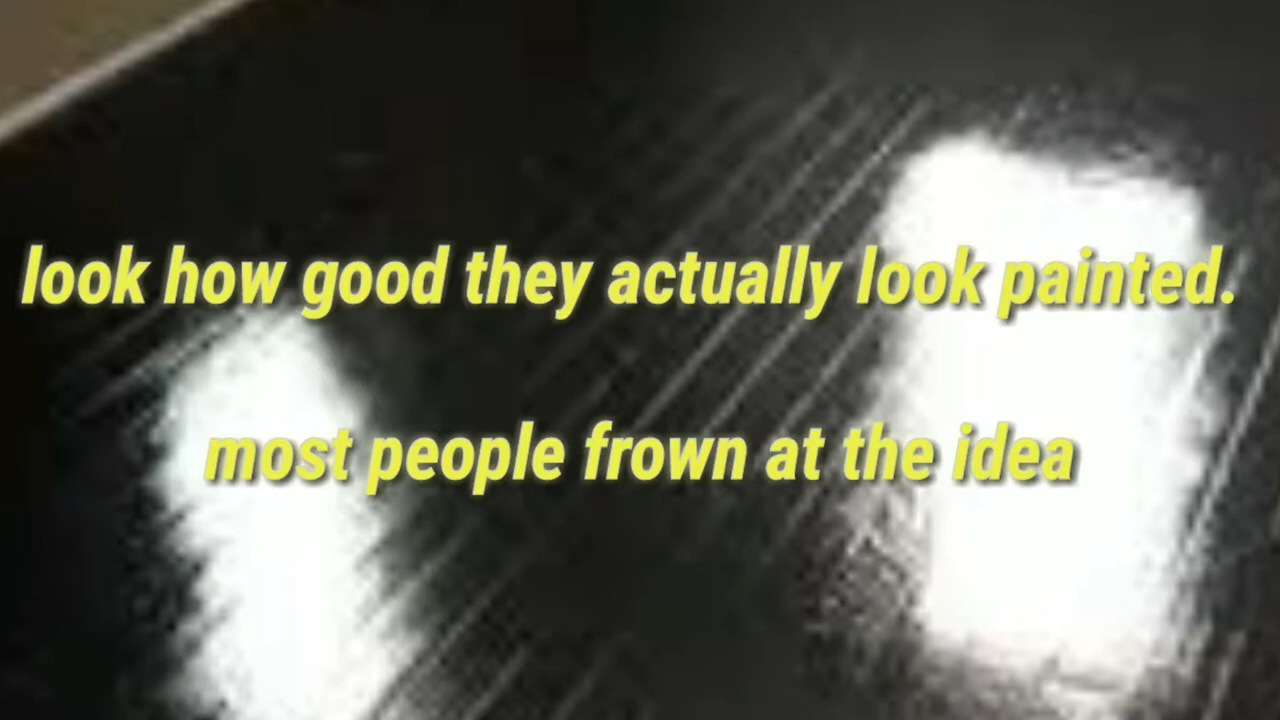 look how good they actually look painted.
most people frown at the idea